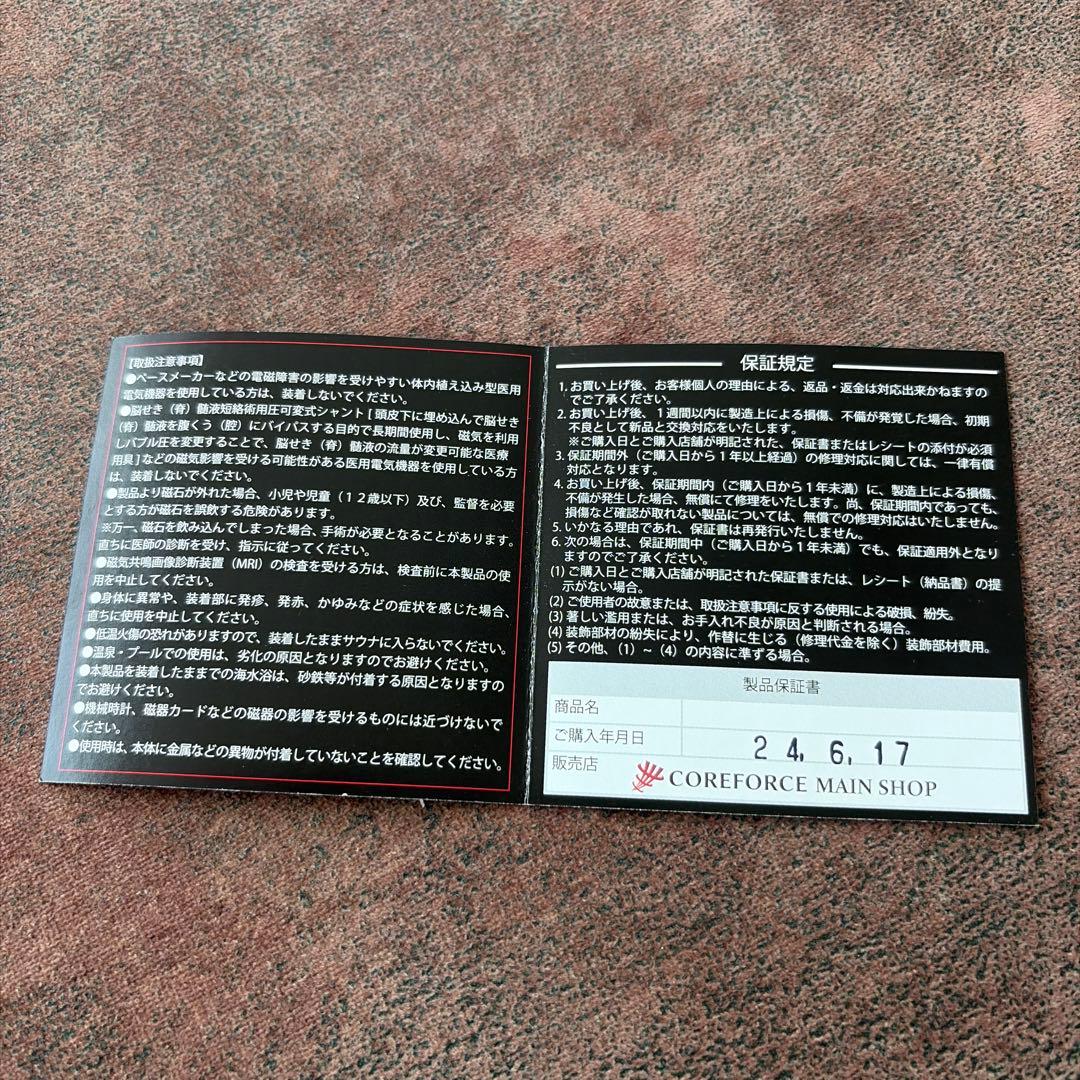 【取扱注意事項】
●ペースメーカーなどの電磁障害の影響を受けやすい体内植え込み型医用
電気機器を使用している方は、装着しないでください。
●脳せき（脊）髄液短絡術用圧可変式シャント [ 頭皮下に埋め込んで脳せき
（脊）髄液を腹くう（腔）にバイパスする目的で長期間使用し、磁気を利用
しバブル圧を変更することで、脳せき（脊）髄液の流量が変更可能な医療
用具 ] などの磁気影響を受ける可能性がある医用電気機器を使用している方
は、装着しないでください。
●製品より磁石が外れた場合、小児や児童（１２歳以下）及び、監督を必要
とする方が磁石を誤飲する危険があります。
※万一、磁石を飲み込んでしまった場合、手術が必要となることがあります。
直ちに医師の診断を受け、指示に従ってください。
●磁気共鳴画像診断装置（MRI）の検査を受ける方は、検査前に本製品の使
用を中止してください。
●身体に異常や、装着部に発疹、発赤、かゆみなどの症状を感じた場合、
直ちに使用を中止してください。
●低温火傷の恐れがありますので、装着したままサウナに入らないでください。
●温泉・プールでの使用は、劣化の原因となりますのでお避けください。
●本製品を装着したままでの海水浴は、砂鉄等が付着する原因となりますの
でお避けください。
●機械時計、磁器カードなどの磁器の影響を受けるものには近づけないで
ください。
●使用時は、本体に金属などの異物が付着していないことを確認してください。
保証規定
1. お買い上げ後、お客様個人の理由による、返品・返金は対応出来かねますの
でご了承ください。
2. お買い上げ後、１週間以内に製造上による損傷、不備が発覚した場合、初期
不良として新品と交換対応をいたします。
※ご購入日とご購入店舗が明記された、保証書またはレシートの添付が必須
3. 保証期間外（ご購入日から１年以上経過）の修理対応に関しては、一律有償
対応となります。
4. お買い上げ後、保証期間内（ご購入日から１年未満）に、製造上による損傷、
不備が発生した場合、無償にて修理をいたします。尚、保証期間内であっても、
損傷など確認が取れない製品については、無償での修理対応はいたしません。
5. いかなる理由であれ、保証書は再発行いたしません。
6. 次の場合は、保証期間中（ご購入日から１年未満）でも、保証適用外となり
ますのでご了承ください。
(1) ご購入日とご購入店舗が明記された保証書または、レシート（納品書）の提
示がない場合。
(2) ご使用者の故意または、取扱注意事項に反する使用による破損、紛失。
(3) 著しい濫用または、お手入れ不良が原因と判断される場合。
(4) 装飾部材の紛失により、作替に生じる（修理代金を除く）装飾部材費用。
(5) その他、（1）～（4）の内容に準ずる場合。
製品保証書
商品名
ご購入年月日 24. 6. 17
販売店 COREFORCE MAIN SHOP